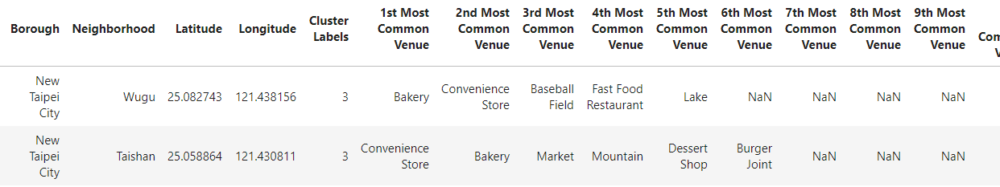 Borough Neighborhood Latitude Longitude Cluster Labels 1st Most Common Venue 2nd Most Common Venue 3rd Most Common Venue 4th Most Common Venue 5th Most Common Venue 6th Most Common Venue 7th Most Common Venue 8th Most Common Venue 9th Most Common Venue
New Taipei City Wugu 25.082743 121.438156 3 Bakery Convenience Store Baseball Field Fast Food Restaurant Lake NaN NaN NaN NaN
New Taipei City Taishan 25.058864 121.430811 3 Convenience Store Bakery Market Mountain Dessert Shop Burger Joint NaN NaN NaN